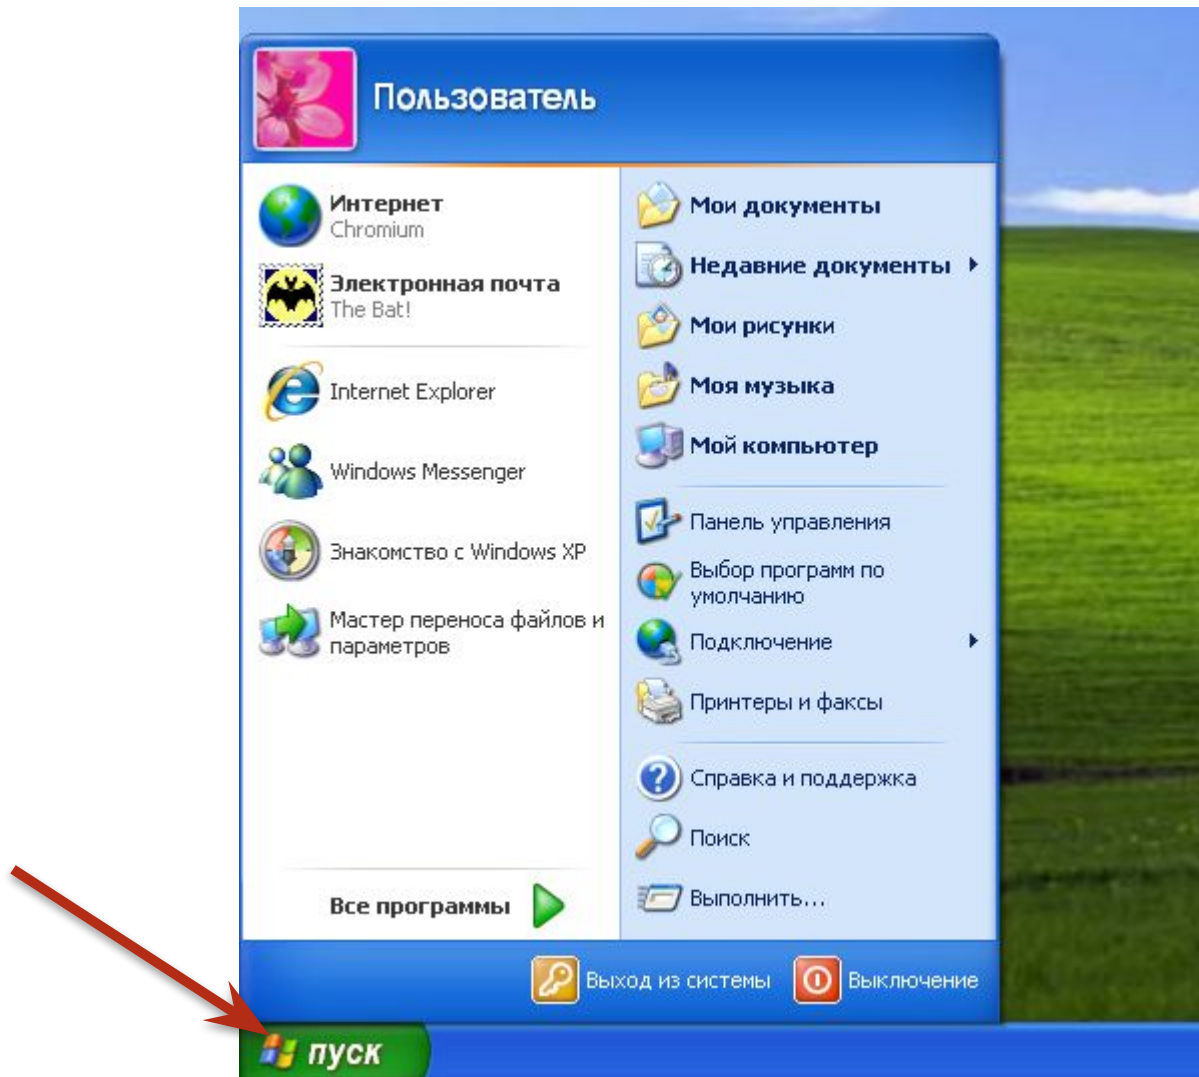 Пользователь
Интернет
Chromium
Электронная почта
The Bat!
Internet Explorer
Windows Messenger
Знакомство с Windows XP
Мастер переноса файлов и
параметров
Все программы
Мои документы
Недавние документы
Мои рисунки
Моя музыка
Мой компьютер
Панель управления
Выбор программ по
умолчанию
Подключение
Принтеры и факсы
Справка и поддержка
Поиск
Выполнить...
Выход из системы
Выключение
пуск